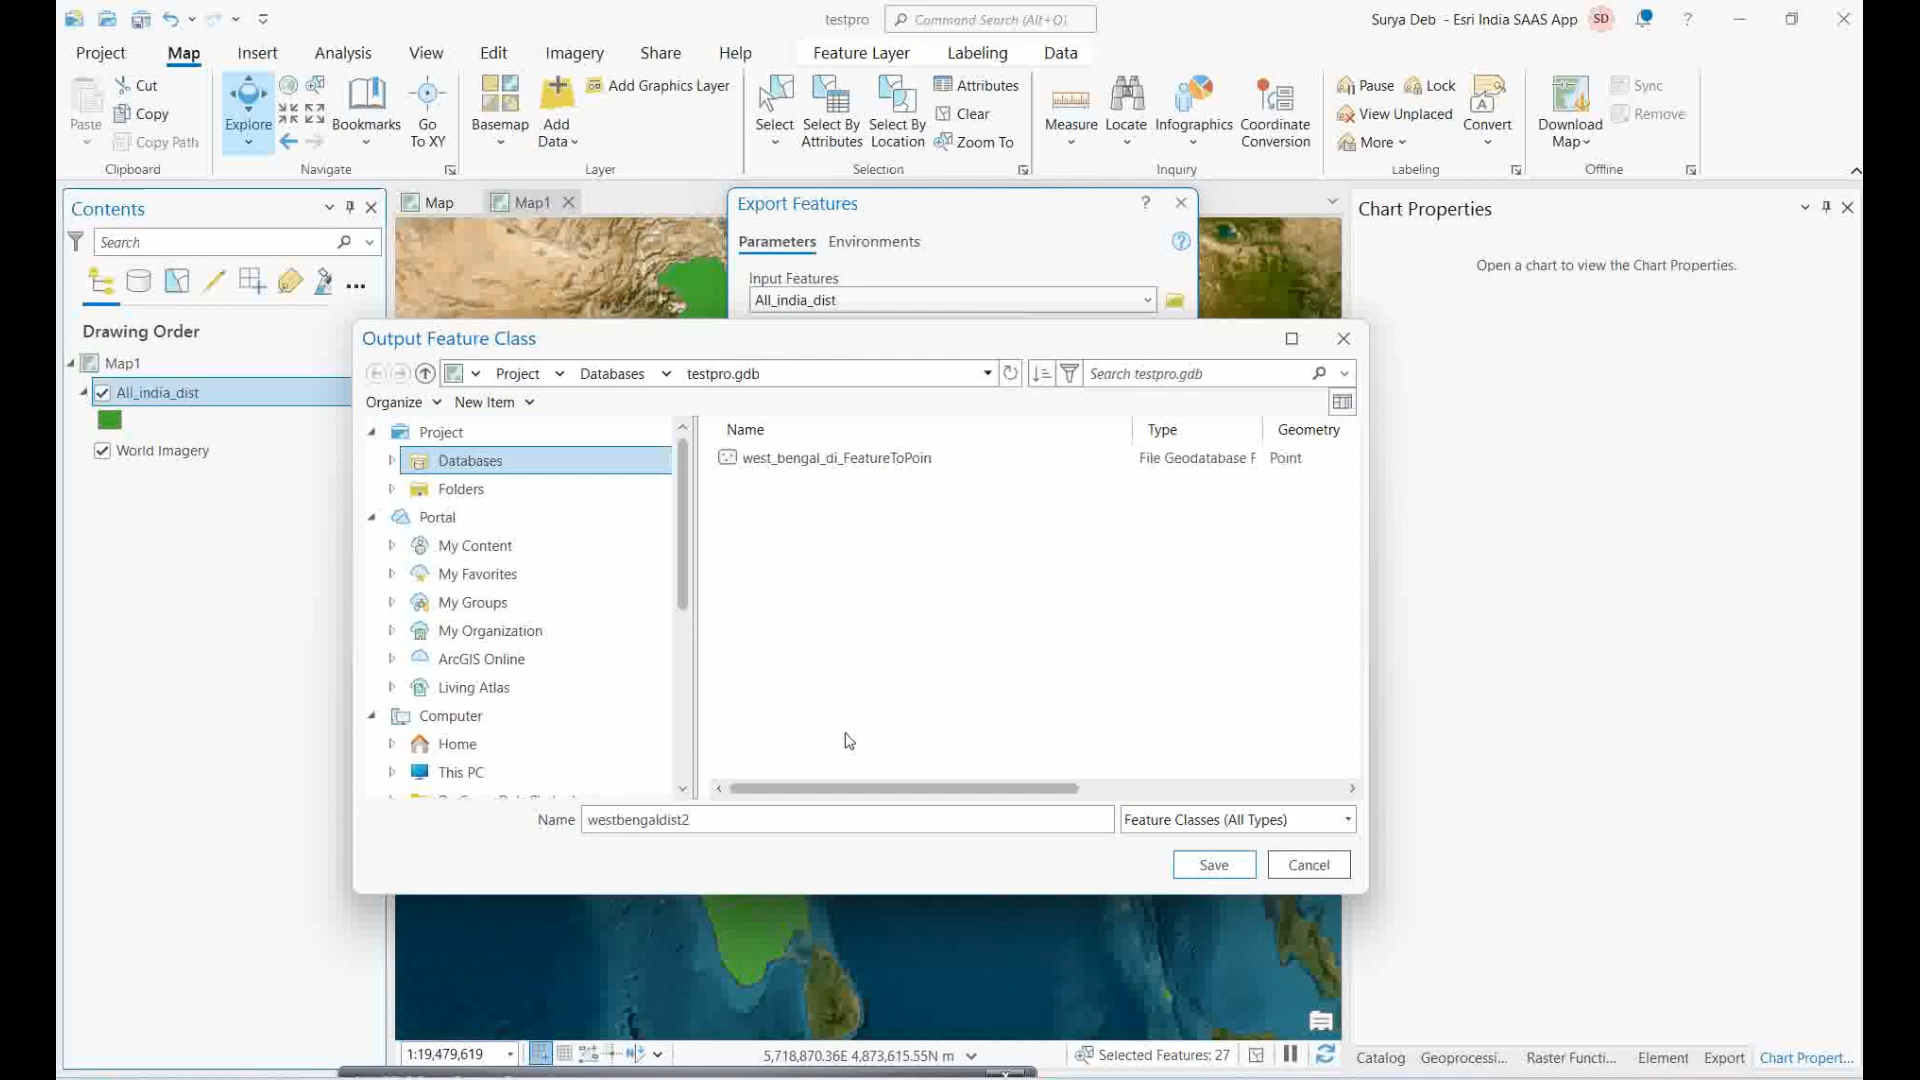 testpro
Command Search (Alt+Q)
Surya Deb - Esri India SAAS App
SD
?
Project
Map
Insert
Analysis
View
Edit
Imagery
Share
Help
Feature Layer
Labeling
Data
Paste
Cut
Copy
Copy Path
Clipboard
Explore
Bookmarks
Go To XY
Navigate
Basemap
Add Data
Add Graphics Layer
Layer
Select
Select By Attributes
Select By Location
Attributes
Clear
Zoom To
Selection
Measure
Locate
Infographics
Coordinate Conversion
Inquiry
Pause
Lock
View Unplaced
More
Convert
Labeling
Download Map
Sync
Remove
Offline
Contents
Search
Drawing Order
Map1
All_india_dist
World Imagery
Map
Map1
Export Features
?
Parameters
Environments
Input Features
All_india_dist
Output Feature Class
Project
Databases
testpro.gdb
Search testpro.gdb
Organize
New Item
Project
Databases
Folders
Portal
My Content
My Favorites
My Groups
My Organization
ArcGIS Online
Living Atlas
Computer
Home
This PC
Name
Type
Geometry
west_bengal_di_FeatureToPoin
File Geodatabase F
Point
Name
westbengaldist2
Feature Classes (All Types)
Save
Cancel
Chart Properties
Open a chart to view the Chart Properties.
1:19,479,619
5,718,870.36E 4,873,615.55N m
Selected Features: 27
Catalog
Geoprocessi...
Raster Functi...
Element
Export
Chart Propert...